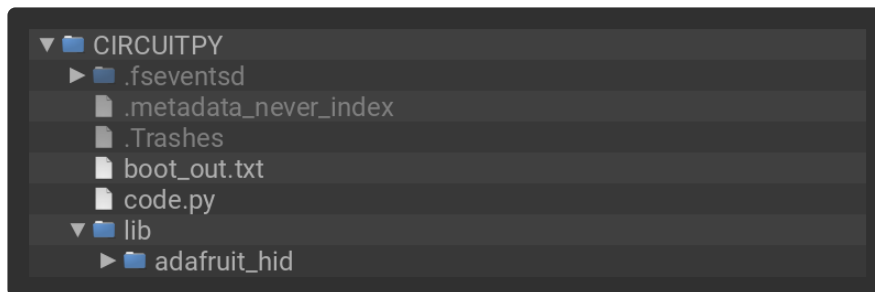 CIRCUITPY
.fseventsd
.metadata_never_index
.Trashes
boot_out.txt
code.py
lib
adafruit_hid